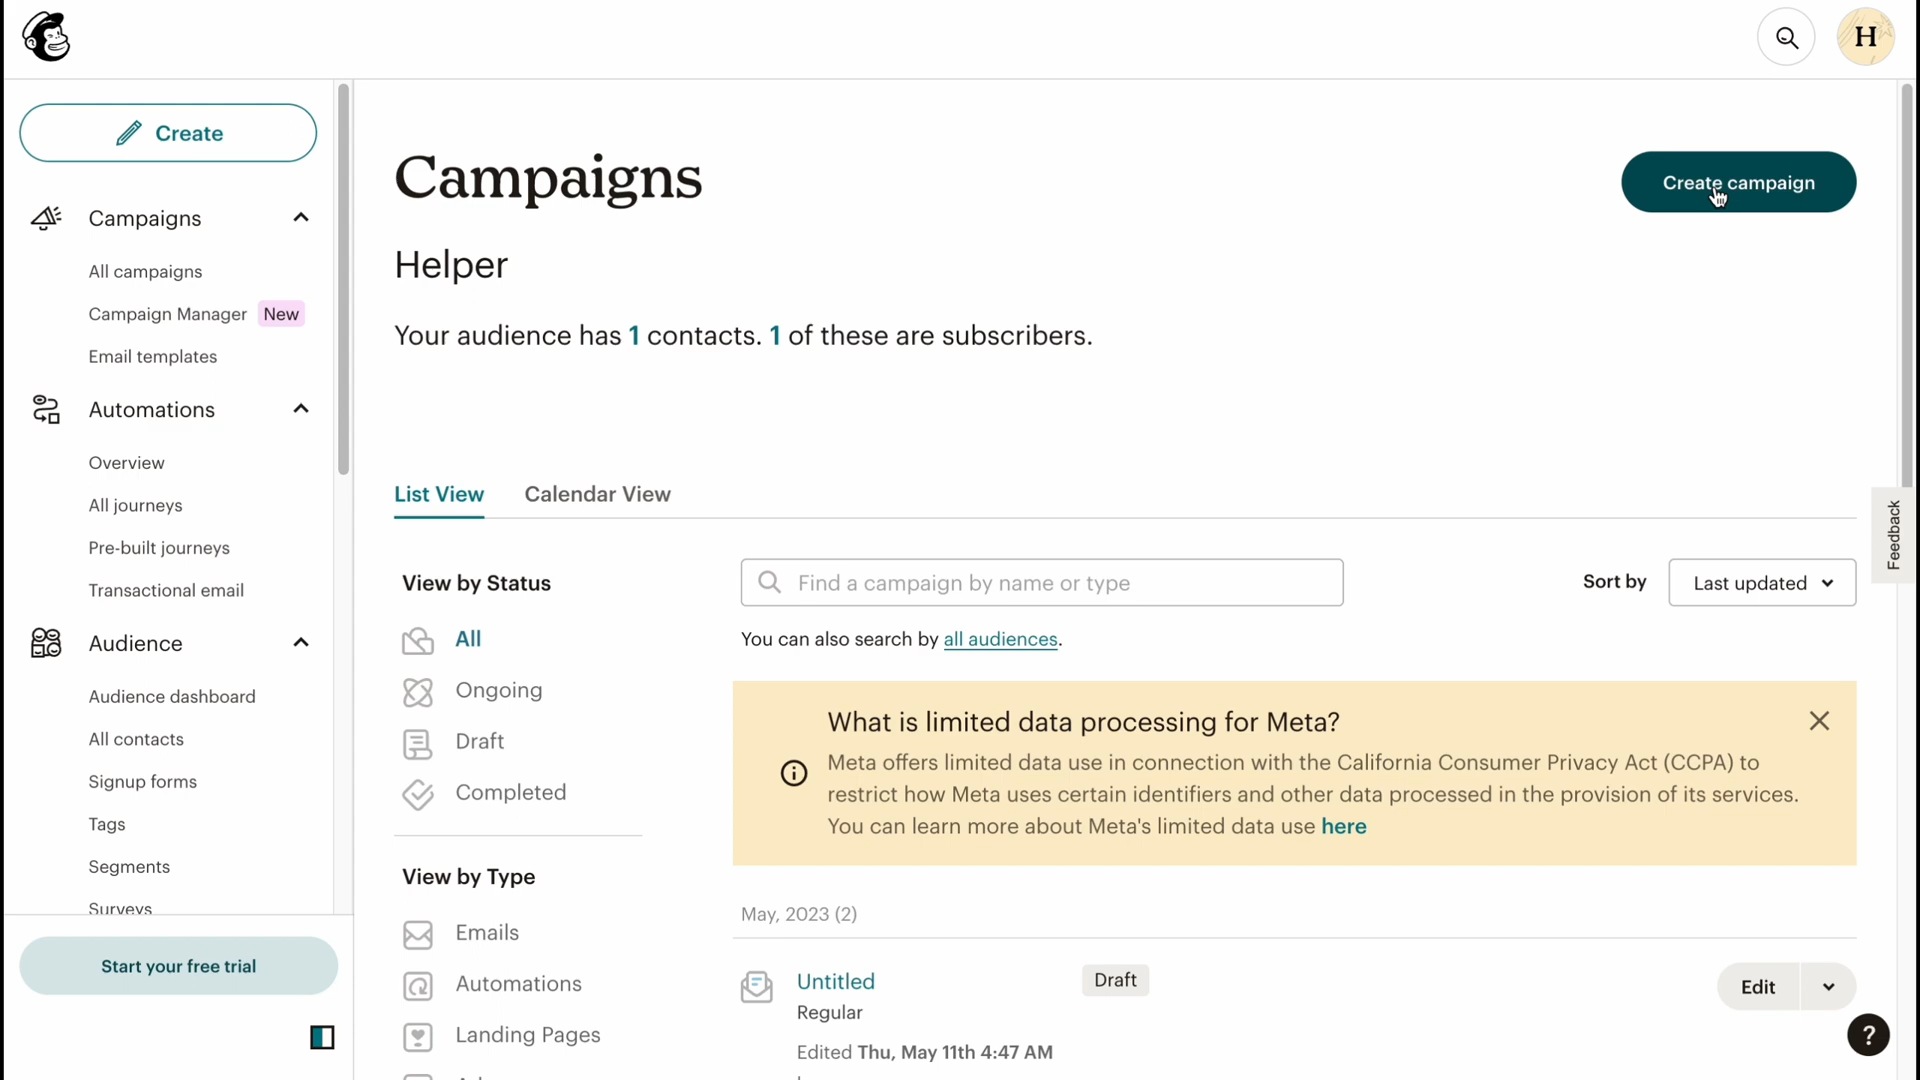 H
Create
Campaigns
All campaigns
Campaign Manager New
Email templates
Automations
Overview
All journeys
Pre-built journeys
Transactional email
Audience
Audience dashboard
All contacts
Signup forms
Tags
Segments
Surveys
Start your free trial
Campaigns
Create campaign
Helper
Your audience has 1 contacts. 1 of these are subscribers.
List View Calendar View
View by Status
All
Ongoing
Draft
Completed
View by Type
Emails
Automations
Landing Pages
Find a campaign by name or type
Sort by Last updated
You can also search by all audiences.
What is limited data processing for Meta?
Meta offers limited data use in connection with the California Consumer Privacy Act (CCPA) to
restrict how Meta uses certain identifiers and other data processed in the provision of its services.
You can learn more about Meta's limited data use here
May, 2023 (2)
Untitled Draft Edit
Regular
Edited Thu, May 11th 4:47 AM
Feedback
?